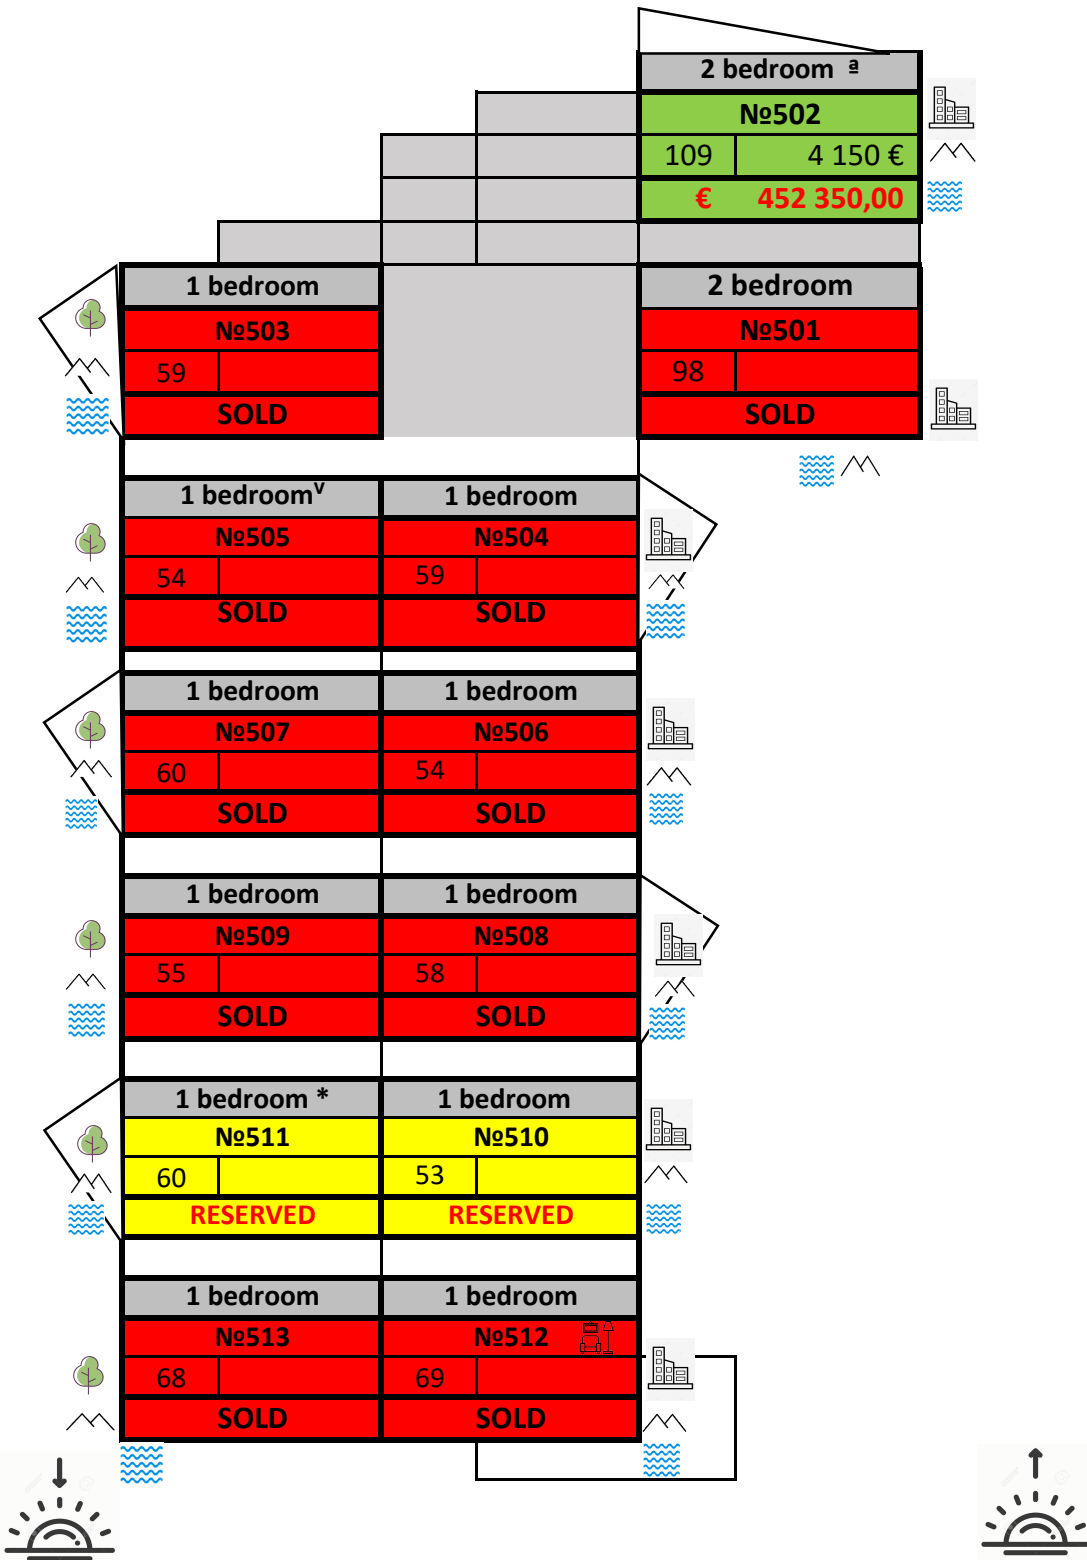 2 bedroom ª
№502
109 4 150 €
€ 452 350,00
1 bedroom 2 bedroom
№503 №501
59 98
SOLD SOLD
1 bedroomᵛ 1 bedroom
№505 №504
54 59
SOLD SOLD
1 bedroom 1 bedroom
№507 №506
60 54
SOLD SOLD
1 bedroom 1 bedroom
№509 №508
55 58
SOLD SOLD
1 bedroom * 1 bedroom
№511 №510
60 53
RESERVED RESERVED
1 bedroom 1 bedroom
№513 №512
68 69
SOLD SOLD